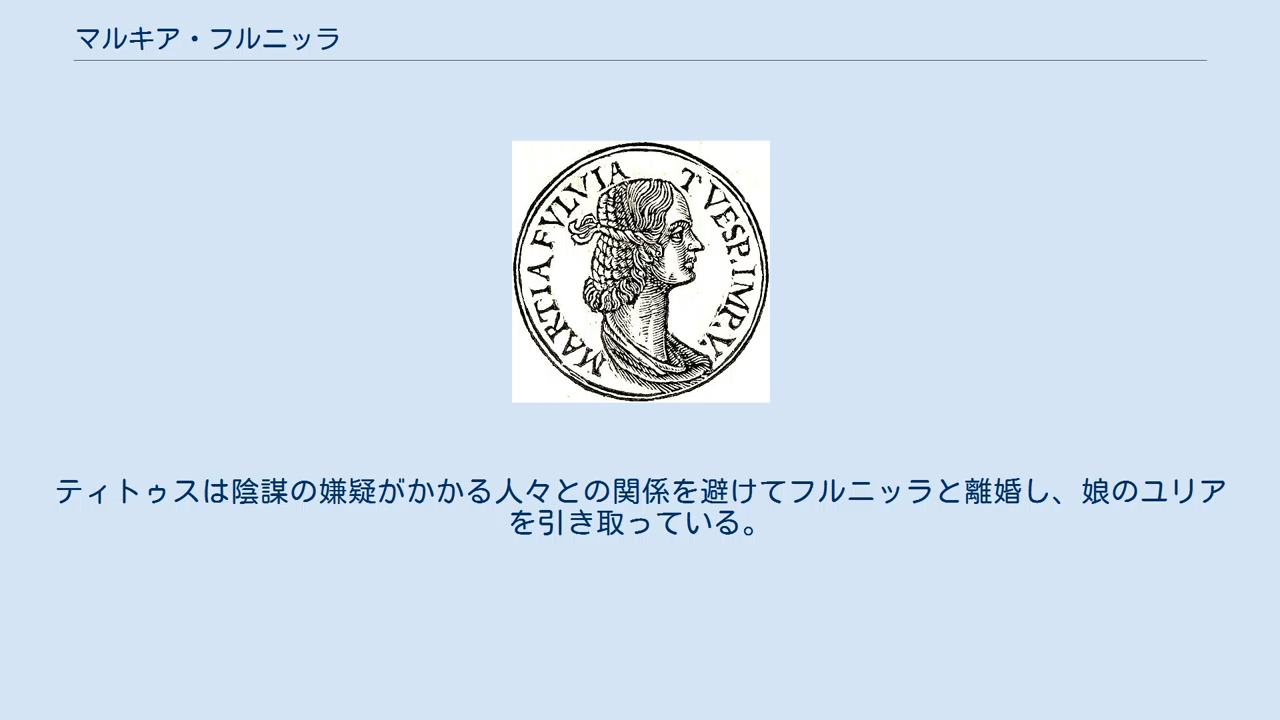 マルキア・フルニッラ
MARTIA FVLVIA T VESP. IMP. V.
ティトゥスは陰謀の嫌疑がかかる人々との関係を避けてフルニッラと離婚し、娘のユリア
を引き取っている。